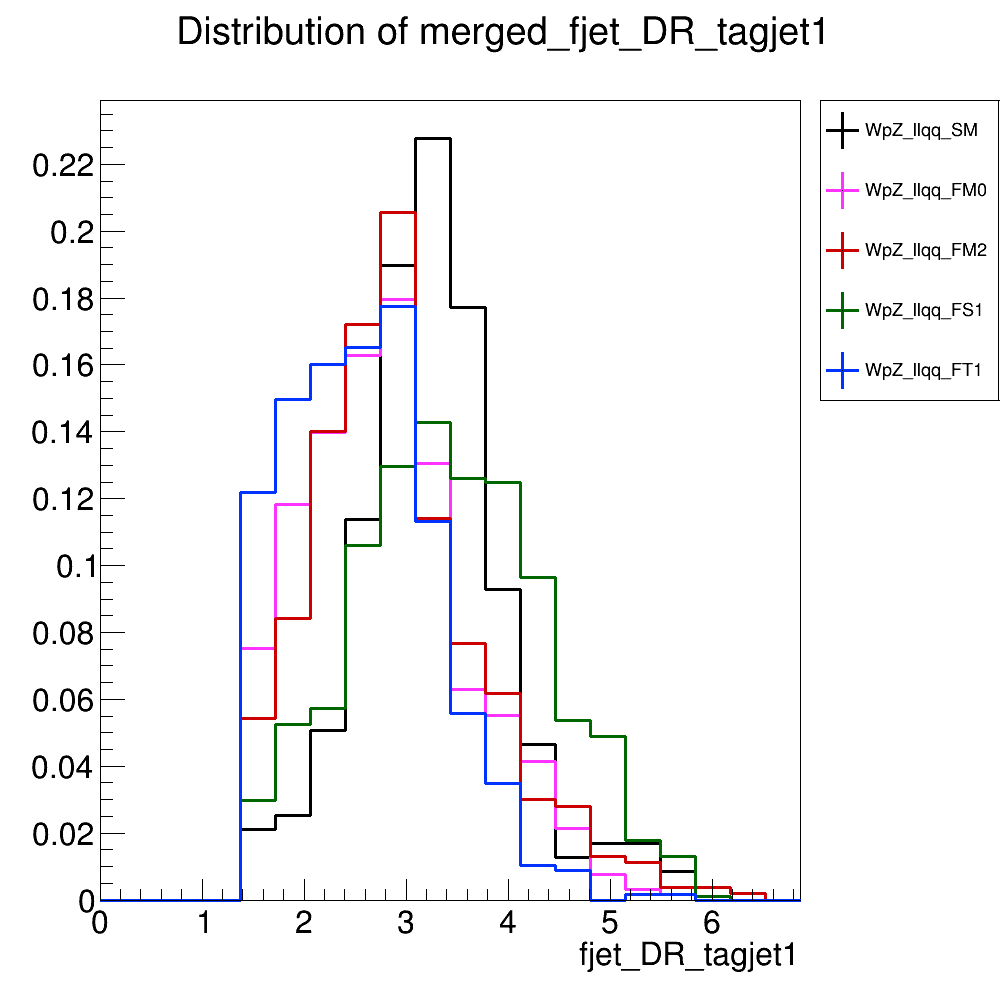 Distribution of merged_fjet_DR_tagjet1
WpZ_llqq_SM
WpZ_llqq_FM0
WpZ_llqq_FM2
WpZ_llqq_FS1
WpZ_llqq_FT1
0.22
0.2
0.18
0.16
0.14
0.12
0.1
0.08
0.06
0.04
0.02
0
0 1 2 3 4 5 6
fjet_DR_tagjet1